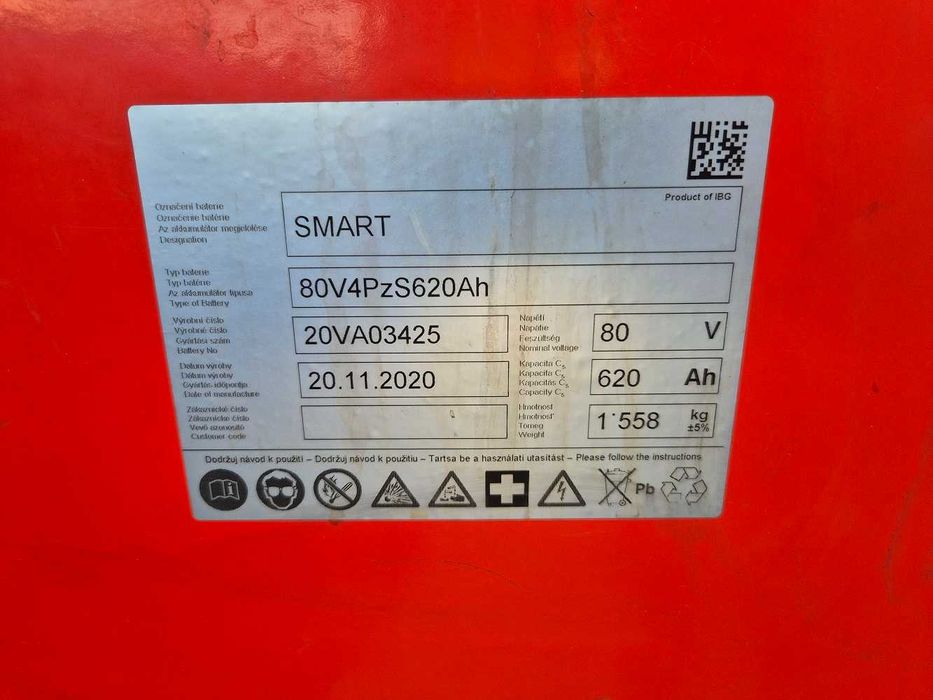 Product of IBG
Označení baterie
Označenie batérie
Az akkumulátor megjelölése
Designation
SMART
Typ baterie
Typ batérie
Az akkumulátor típusa
Type of Battery
80V4PzS620Ah
Výrobní číslo
Výrobné číslo
Gyártási szám
Battery No
20VA03425
Napětí
Napätie
Feszültség
Nominal voltage
80 V
Datum výroby
Dátum výroby
Gyártás időpontja
Date of manufacture
20.11.2020
Kapacita C5
Kapacita C5
Kapacitás C5
Capacity C5
620 Ah
Zákaznické číslo
Zákaznícke číslo
Vevő azonosító
Customer code
Hmotnost
Hmotnosť
Tömeg
Weight
1'558 kg
±5%
Dodržuj návod k použití – Dodržuj návod k použitiu – Tartsa be a használati utasítást – Please follow the instructions
Pb